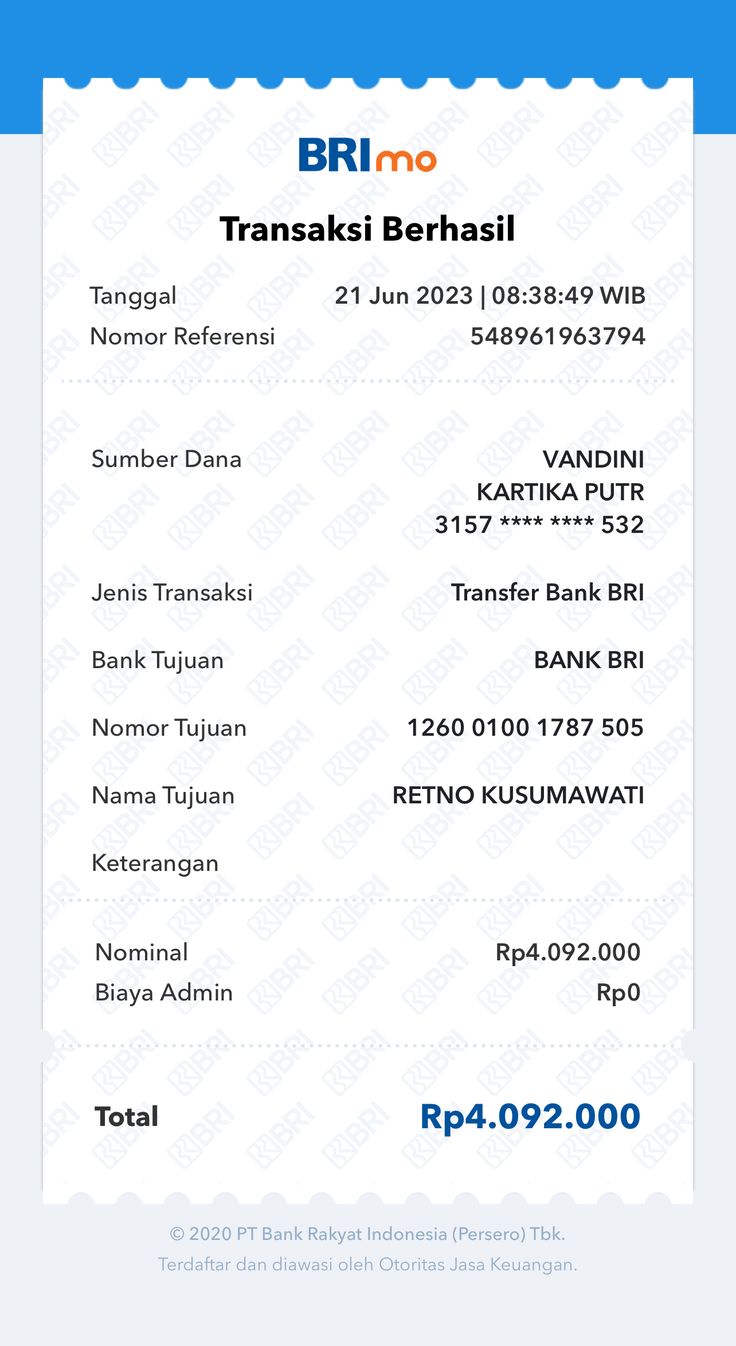 BRImo
Transaksi Berhasil
Tanggal 21 Jun 2023 | 08:38:49 WIB
Nomor Referensi 548961963794
Sumber Dana VANDINI
KARTIKA PUTR
3157 **** **** 532
Jenis Transaksi Transfer Bank BRI
Bank Tujuan BANK BRI
Nomor Tujuan 1260 0100 1787 505
Nama Tujuan RETNO KUSUMAWATI
Keterangan
Nominal Rp4.092.000
Biaya Admin Rp0
Total Rp4.092.000
© 2020 PT Bank Rakyat Indonesia (Persero) Tbk.
Terdaftar dan diawasi oleh Otoritas Jasa Keuangan.